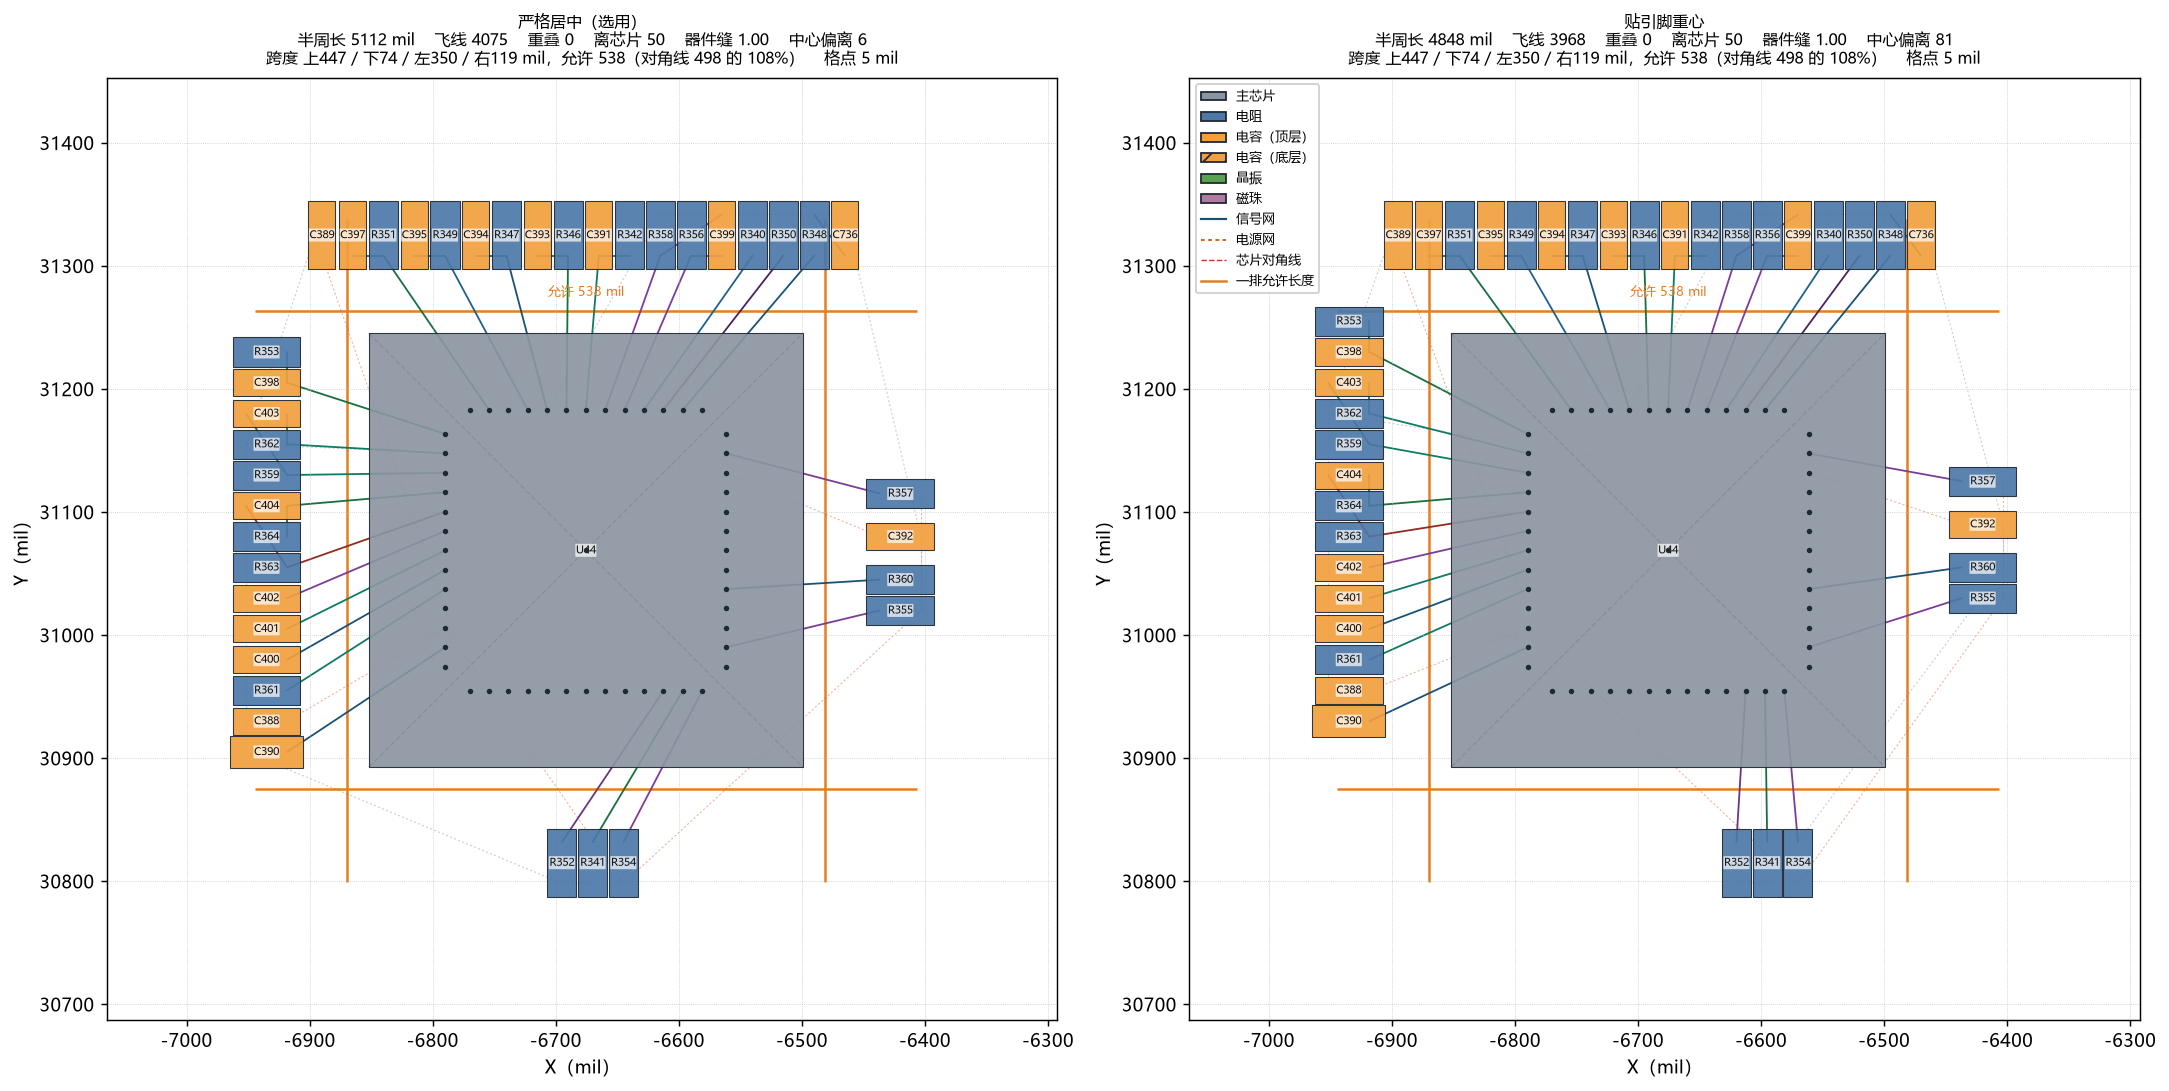 严格居中（选用）
半周长 5112 mil 飞线 4075 重叠 0 离芯片 50 器件缝 1.00 中心偏离 6
跨度 上447 / 下74 / 左350 / 右119 mil，允许 538（对角线 498 的 108%） 格点 5 mil
31400
31300
31200
31100
31000
30900
30800
30700
Y（mil）
C389 C397 R351 C395 R349 C394 R347 C393 R346 C391 R342 R358 R356 C399 R340 R350 R348 C736
允许 538 mil
R353
C398
C403
R362
R359
C404
R364
R363
C402
C401
C400
R361
C388
C390
U44
R357
C392
R360
R355
R352 R341 R354
-7000 -6900 -6800 -6700 -6600 -6500 -6400 -6300
X（mil）
贴引脚重心
半周长 4848 mil 飞线 3968 重叠 0 离芯片 50 器件缝 1.00 中心偏离 81
跨度 上447 / 下74 / 左350 / 右119 mil，允许 538（对角线 498 的 108%） 格点 5 mil
主芯片
电阻
电容（顶层）
电容（底层）
晶振
磁珠
信号网
电源网
芯片对角线
一排允许长度
31400
31300
31200
31100
31000
30900
30800
30700
Y（mil）
C389 C397 R351 C395 R349 C394 R347 C393 R346 C391 R342 R358 R356 C399 R340 R350 R348 C736
允许 538 mil
R353
C398
C403
R362
R359
C404
R364
R363
C402
C401
C400
R361
C388
C390
U44
R357
C392
R360
R355
R352 R341 R354
-7000 -6900 -6800 -6700 -6600 -6500 -6400 -6300
X（mil）